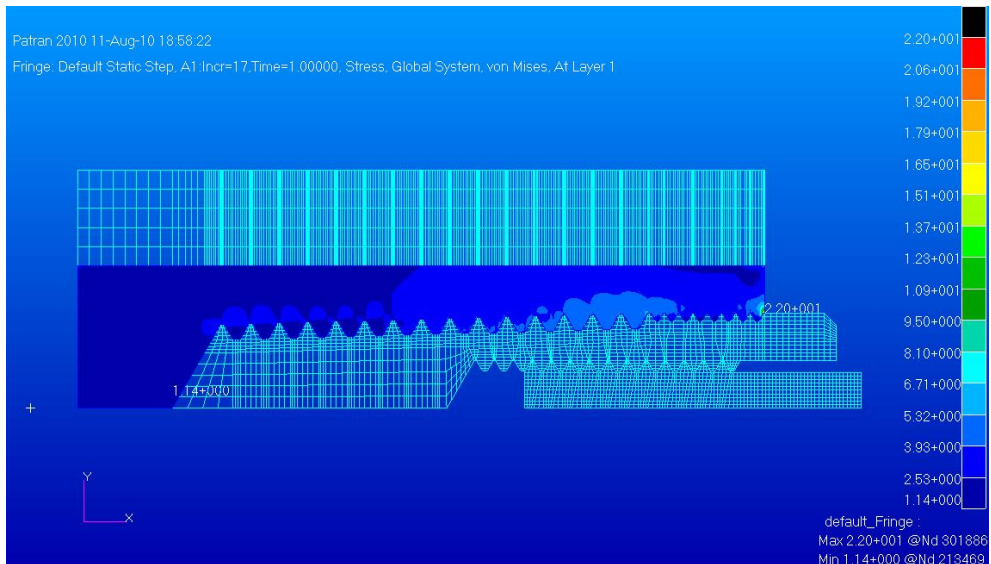 Patran 2010 11-Aug-10 18:58:22
Fringe: Default Static Step, A1:Incr=17,Time=1.00000, Stress, Global System, von Mises, At Layer 1
2.20+001
2.06+001
1.92+001
1.79+001
1.65+001
1.51+001
1.37+001
1.23+001
1.09+001
9.50+000
8.10+000
6.71+000
5.32+000
3.93+000
2.53+000
1.14+000
2.20+001
1.14+000
Y
X
default_Fringe :
Max 2.20+001 @Nd 301886
Min 1.14+000 @Nd 213469